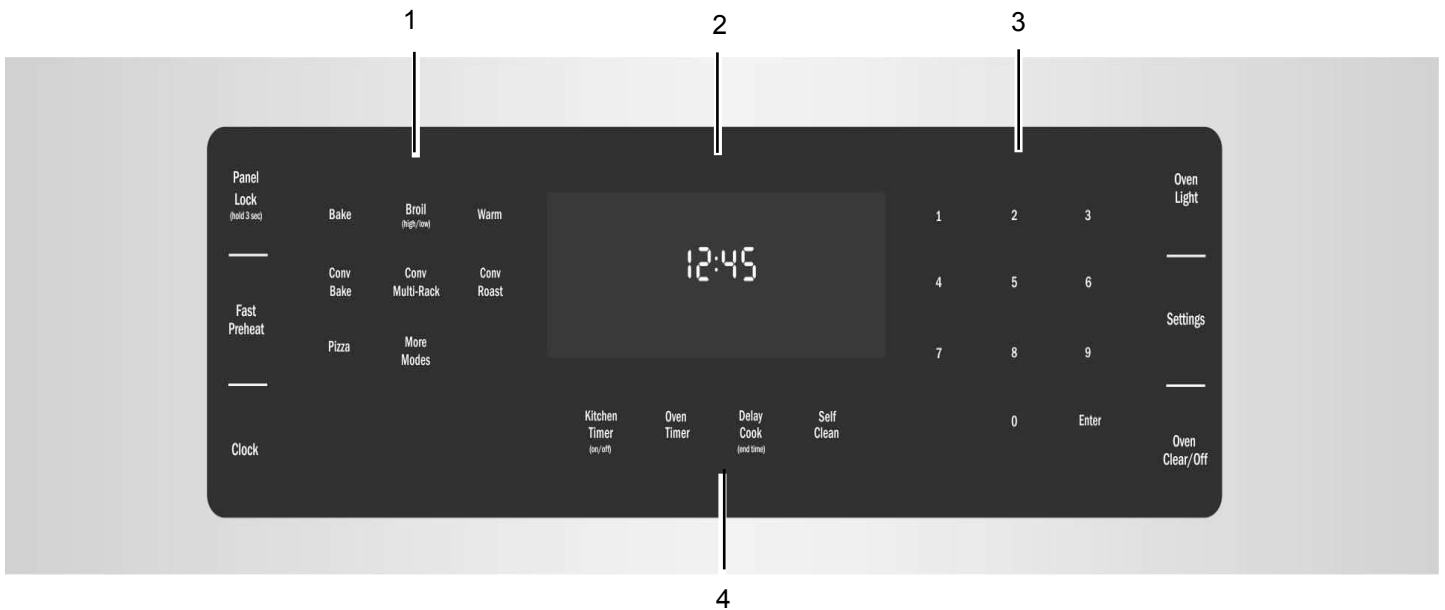 1
2
3
Panel
Lock
(hold 3 sec)
Fast
Preheat
Clock
Bake
Broil
(high/low)
Warm
Conv
Bake
Conv
Multi-Rack
Conv
Roast
Pizza
More
Modes
12:45
Kitchen
Timer
(on/off)
Oven
Timer
Delay
Cook
(end time)
Self
Clean
1
2
3
4
5
6
7
8
9
0
Enter
Oven
Light
Settings
Oven
Clear/Off
4